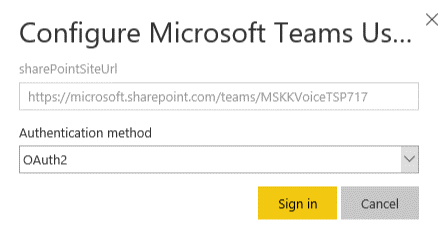 Configure Microsoft Teams Us...
sharePointSiteUrl
https://microsoft.sharepoint.com/teams/MSKKVoiceTSP717
Authentication method
OAuth2
Sign in
Cancel